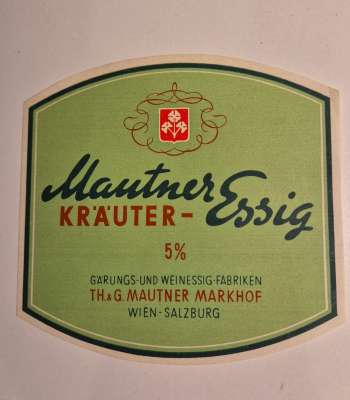 Mautner
KRÄUTER-Essig
5%
GÄRUNGS-UND WEINESSIG-FABRIKEN
TH.& G. MAUTNER MARKHOF
WIEN-SALZBURG